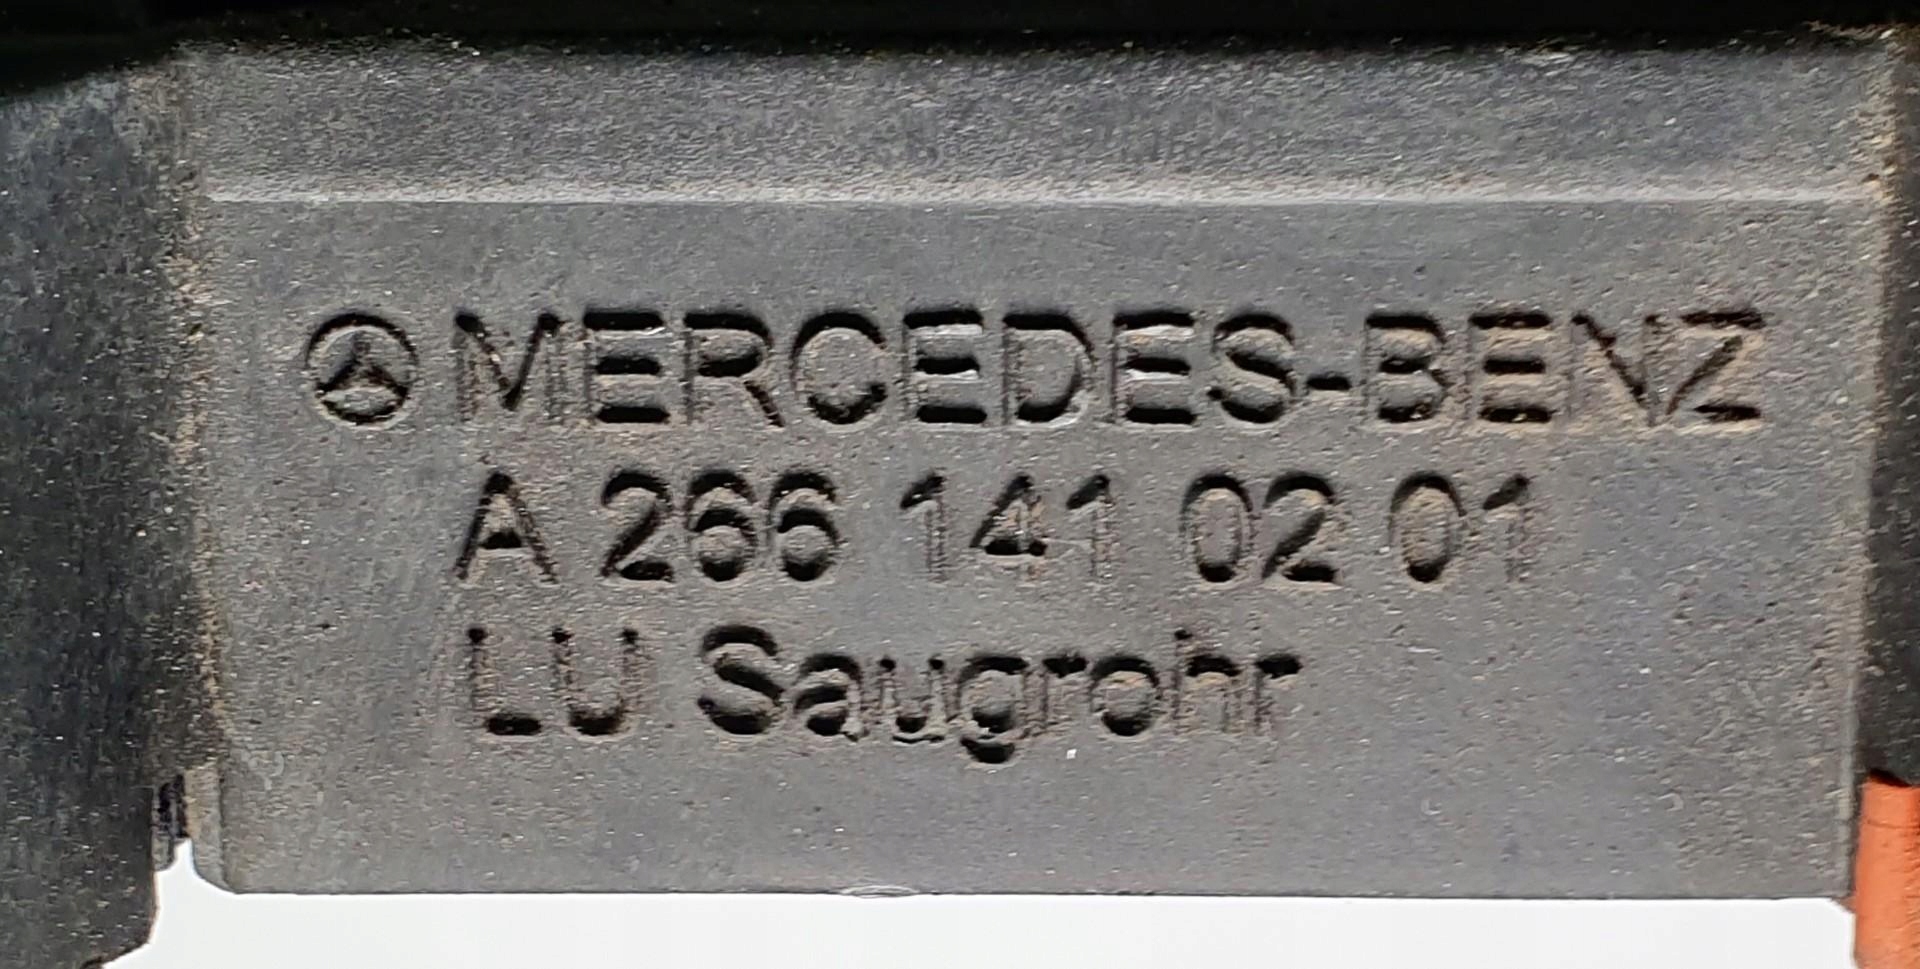 MERCEDES-BENZ
A 266 141 02 01
LU Saugrohr